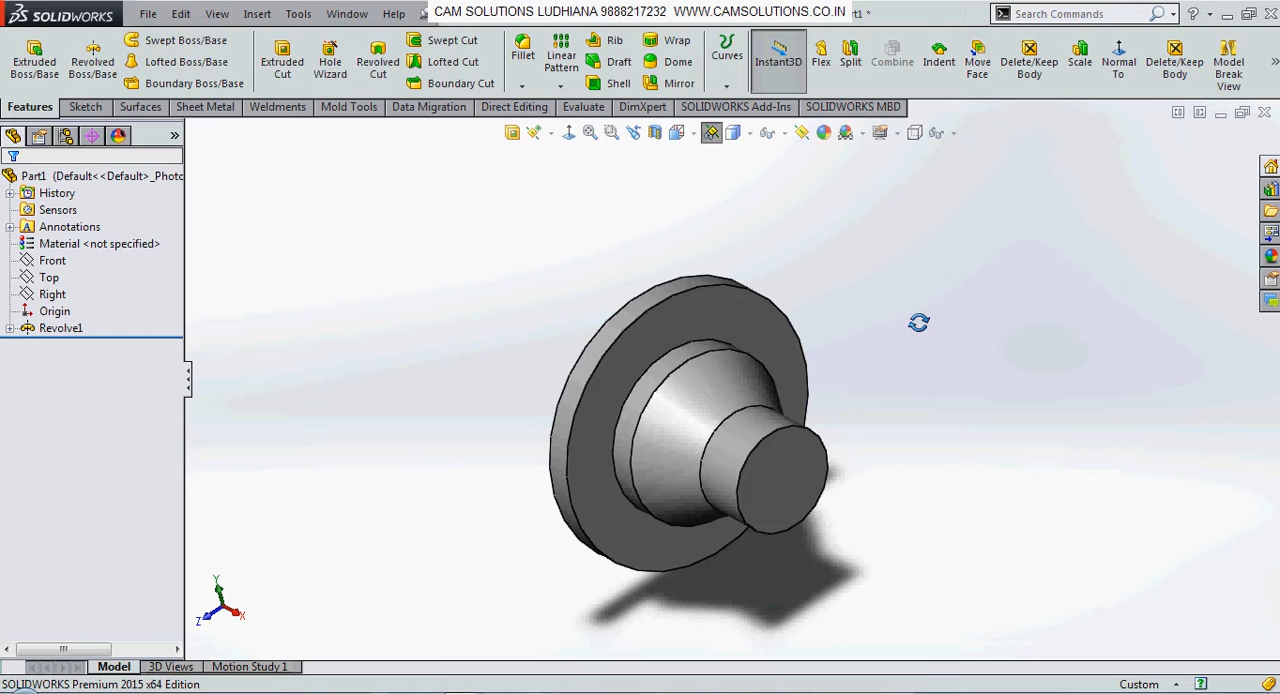 SOLIDWORKS
File Edit View Insert Tools Window Help
CAM SOLUTIONS LUDHIANA 9888217232 WWW.CAMSOLUTIONS.CO.IN
rt1 *
Search Commands
Extruded Boss/Base
Revolved Boss/Base
Swept Boss/Base
Lofted Boss/Base
Boundary Boss/Base
Extruded Cut
Hole Wizard
Revolved Cut
Swept Cut
Lofted Cut
Boundary Cut
Fillet
Linear Pattern
Rib
Draft
Shell
Wrap
Dome
Mirror
Curves
Instant3D
Flex
Split
Combine
Indent
Move Face
Delete/Keep Body
Scale
Normal To
Delete/Keep Body
Model Break View
Features Sketch Surfaces Sheet Metal Weldments Mold Tools Data Migration Direct Editing Evaluate DimXpert SOLIDWORKS Add-Ins SOLIDWORKS MBD
Part1 (Default<<Default>_Photo
History
Sensors
Annotations
Material <not specified>
Front
Top
Right
Origin
Revolve1
Y
Z X
Model 3D Views Motion Study 1
SOLIDWORKS Premium 2015 x64 Edition
Custom